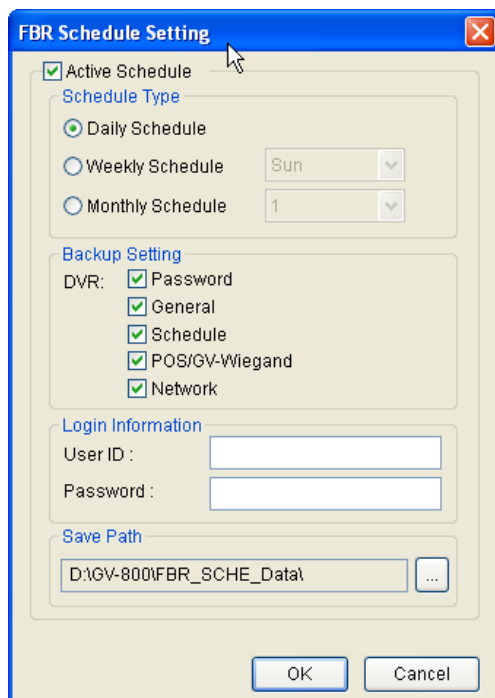 FBR Schedule Setting
Active Schedule
Schedule Type
Daily Schedule
Weekly Schedule Sun
Monthly Schedule 1
Backup Setting
DVR: Password
General
Schedule
POS/GV-Wiegand
Network
Login Information
User ID :
Password :
Save Path
D:\GV-800\FBR_SCHE_Data\ ...
OK Cancel